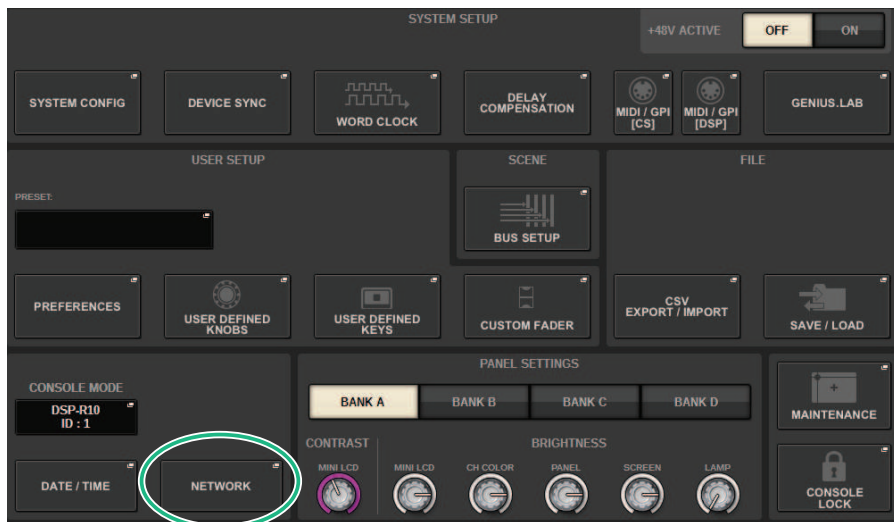 SYSTEM SETUP
+48V ACTIVE
OFF
ON
SYSTEM CONFIG
DEVICE SYNC
WORD CLOCK
DELAY
COMPENSATION
MIDI / GPI
[CS]
MIDI / GPI
[DSP]
GENIUS.LAB
USER SETUP
SCENE
FILE
PRESET:
BUS SETUP
PREFERENCES
USER DEFINED
KNOBS
USER DEFINED
KEYS
CUSTOM FADER
CSV
EXPORT / IMPORT
SAVE / LOAD
CONSOLE MODE
DSP-R10
ID : 1
PANEL SETTINGS
BANK A
BANK B
BANK C
BANK D
MAINTENANCE
CONTRAST
BRIGHTNESS
MINI LCD
MINI LCD
CH COLOR
PANEL
SCREEN
LAMP
DATE / TIME
NETWORK
CONSOLE
LOCK